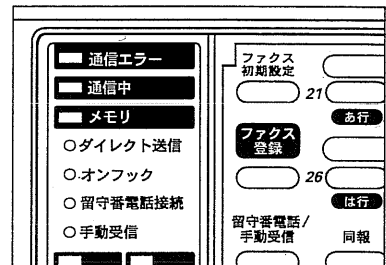 通信エラー
通信中
メモリ
ダイレクト送信
オンフック
留守番電話接続
手動受信
ファクス
初期設定
21
あ行
ファクス
登録
26
は行
留守番電話/
手動受信
同報